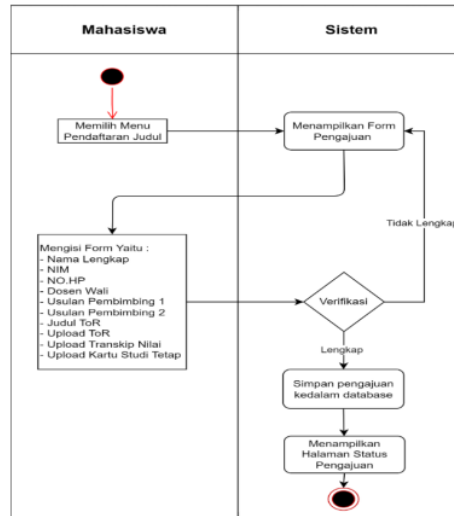 Mahasiswa
Sistem
Memilih Menu
Pendaftaran Judul
Menampilkan Form
Pengajuan
Tidak Lengkap
Mengisi Form Yaitu :
- Nama Lengkap
- NIM
- NO.HP
- Dosen Wali
- Usulan Pembimbing 1
- Usulan Pembimbing 2
- Judul ToR
- Upload ToR
- Upload Transkip Nilai
- Upload Kartu Studi Tetap
Verifikasi
Lengkap
Simpan pengajuan
kedalam database
Menampilkan
Halaman Status
Pengajuan